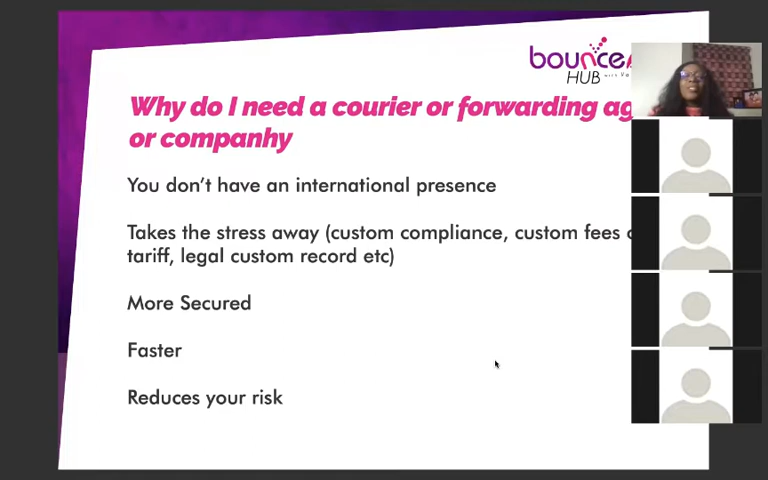 bounce
HUB with
Why do I need a courier or forwarding
or companhy
You don't have an international presence
Takes the stress away (custom compliance, custom fees
tariff, legal custom record etc)
More Secured
Faster
Reduces your risk